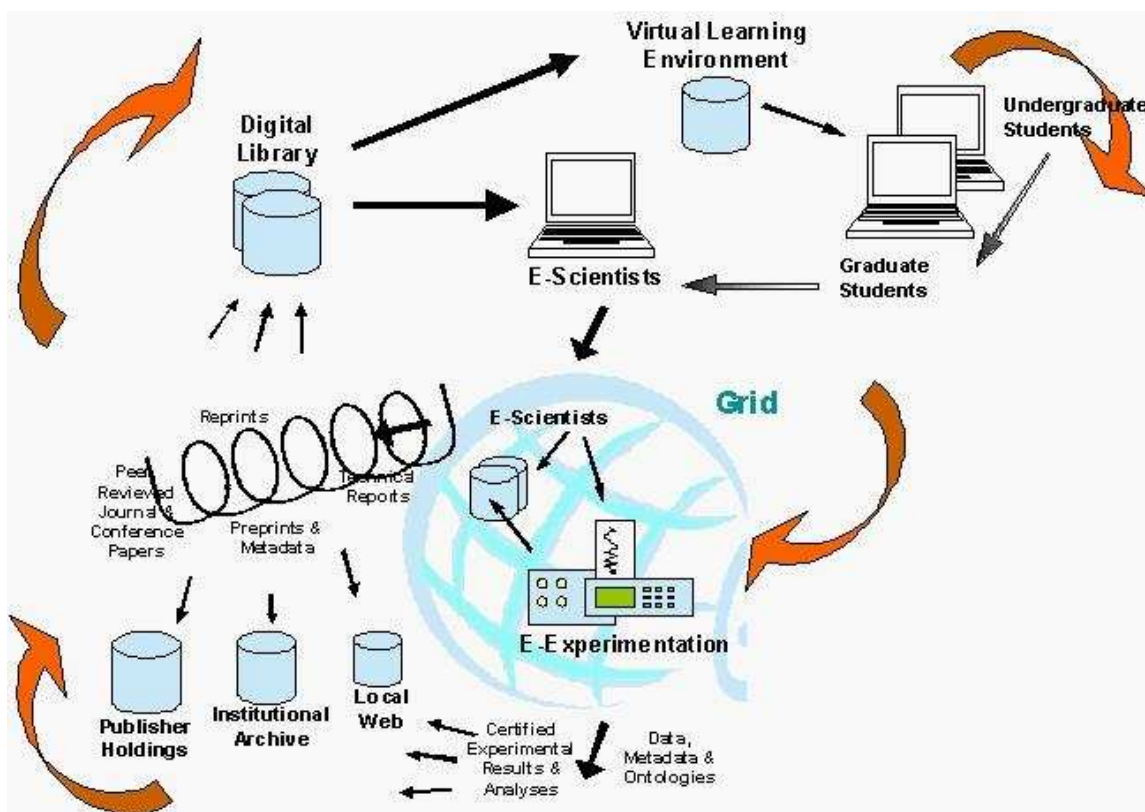 Virtual Learning
Environment
Undergraduate
Students
Digital
Library
Graduate
Students
E-Scientists
Grid
E-Scientists
Reprints
Peer
Reviewed
Journal &
Conference
Papers
Technical
Reports
Preprints &
Metadata
E-Experimentation
Publisher
Holdings
Institutional
Archive
Local
Web
Certified
Experimental
Results &
Analyses
Data,
Metadata &
Ontologies